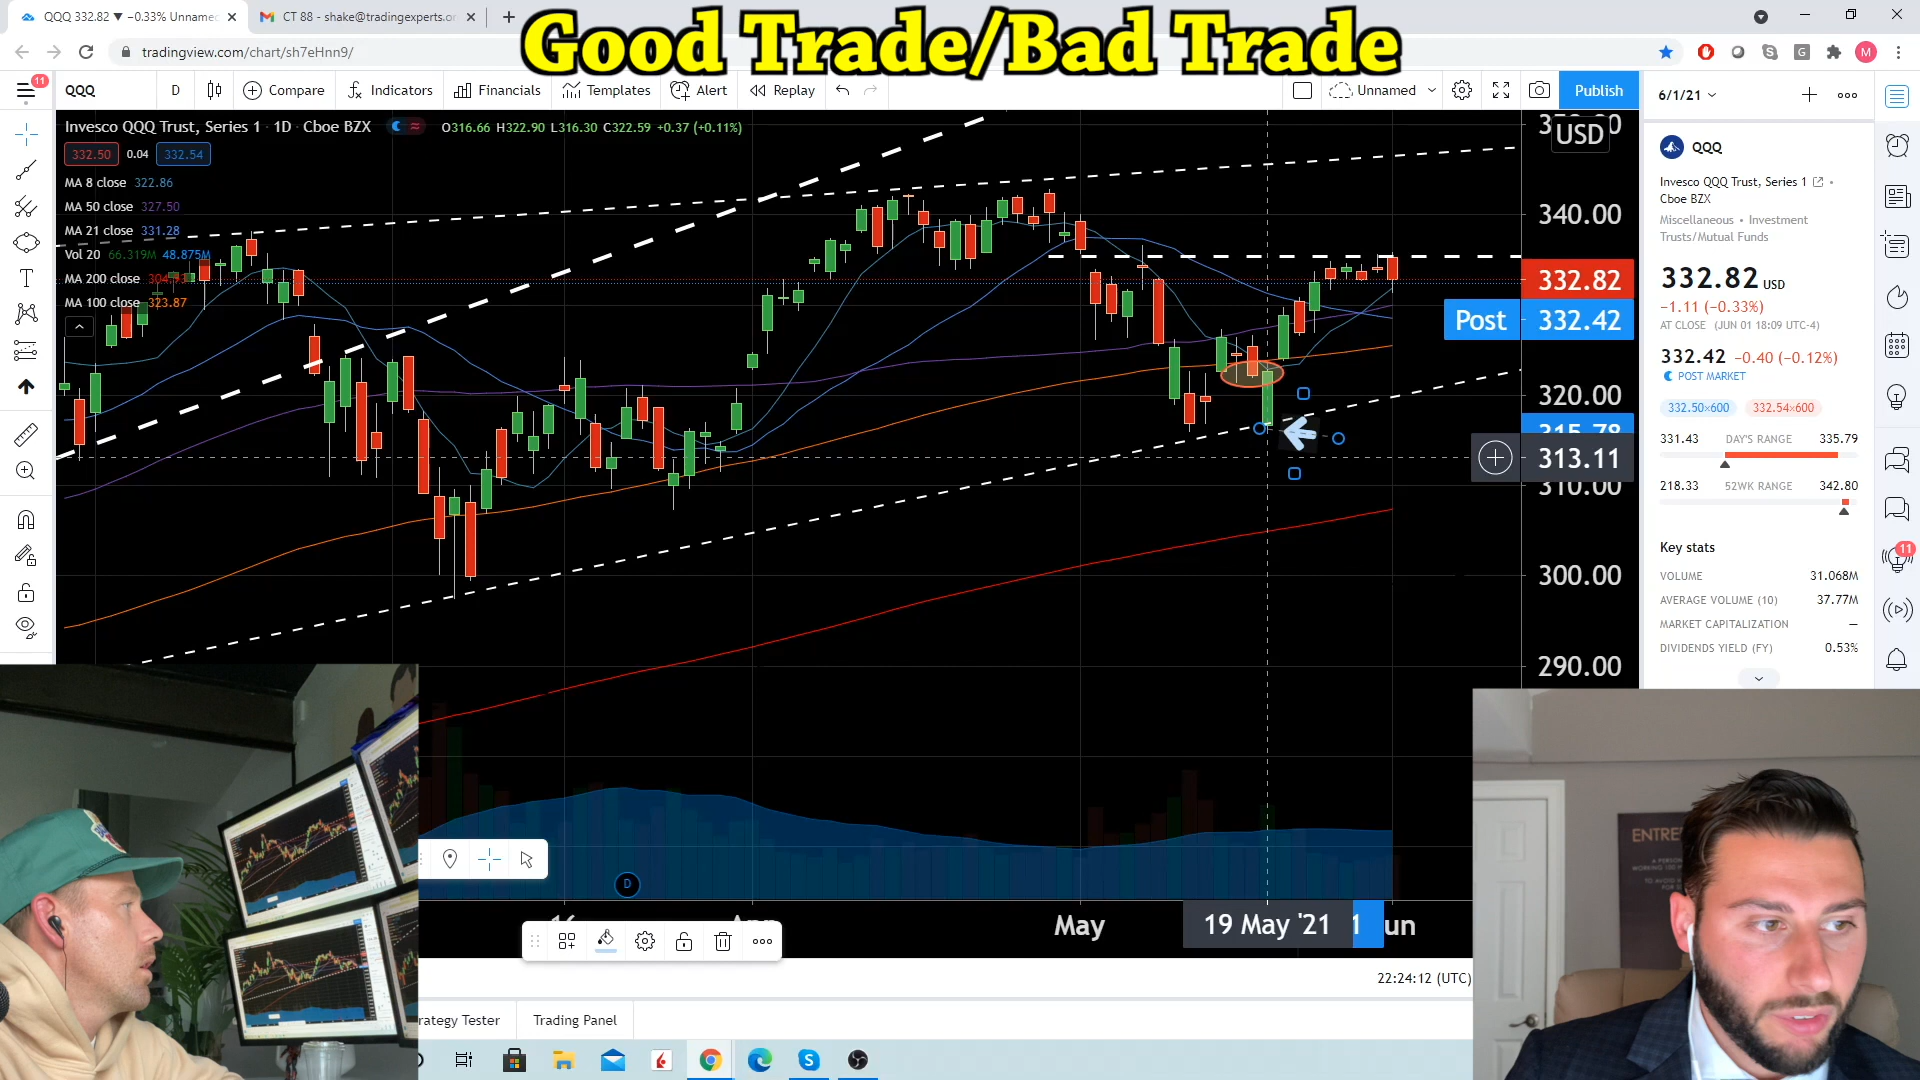 QQQ 332.82 ▼ −0.33% Unname
CT 88 - shake@tradingexperts.or
Good Trade/Bad Trade
tradingview.com/chart/sh7eHnn9/
M
11
QQQ
D
Compare
Indicators
Financials
Templates
Alert
Replay
Unnamed
Publish
6/1/21
Invesco QQQ Trust, Series 1 · 1D · Cboe BZX
O316.66 H322.90 L316.30 C322.59 +0.37 (+0.11%)
332.50 0.04 332.54
MA 8 close 322.86
MA 50 close 327.50
MA 21 close 331.28
Vol 20 66.319M 48.875M
MA 200 close
MA 100 close 323.87
USD
340.00
332.82
Post 332.42
320.00
315.78
313.11
310.00
300.00
290.00
QQQ
Invesco QQQ Trust, Series 1 •
Cboe BZX
Miscellaneous • Investment
Trusts/Mutual Funds
332.82 USD
−1.11 (−0.33%)
AT CLOSE (JUN 01 18:09 UTC-4)
332.42 −0.40 (−0.12%)
POST MARKET
332.50×600 332.54×600
331.43 DAY'S RANGE 335.79
218.33 52WK RANGE 342.80
Key stats
VOLUME 31.068M
AVERAGE VOLUME (10) 37.77M
MARKET CAPITALIZATION —
DIVIDENDS YIELD (FY) 0.53%
11
D
May
19 May '21
1
un
22:24:12 (UTC)
rategy Tester
Trading Panel
ENTRE